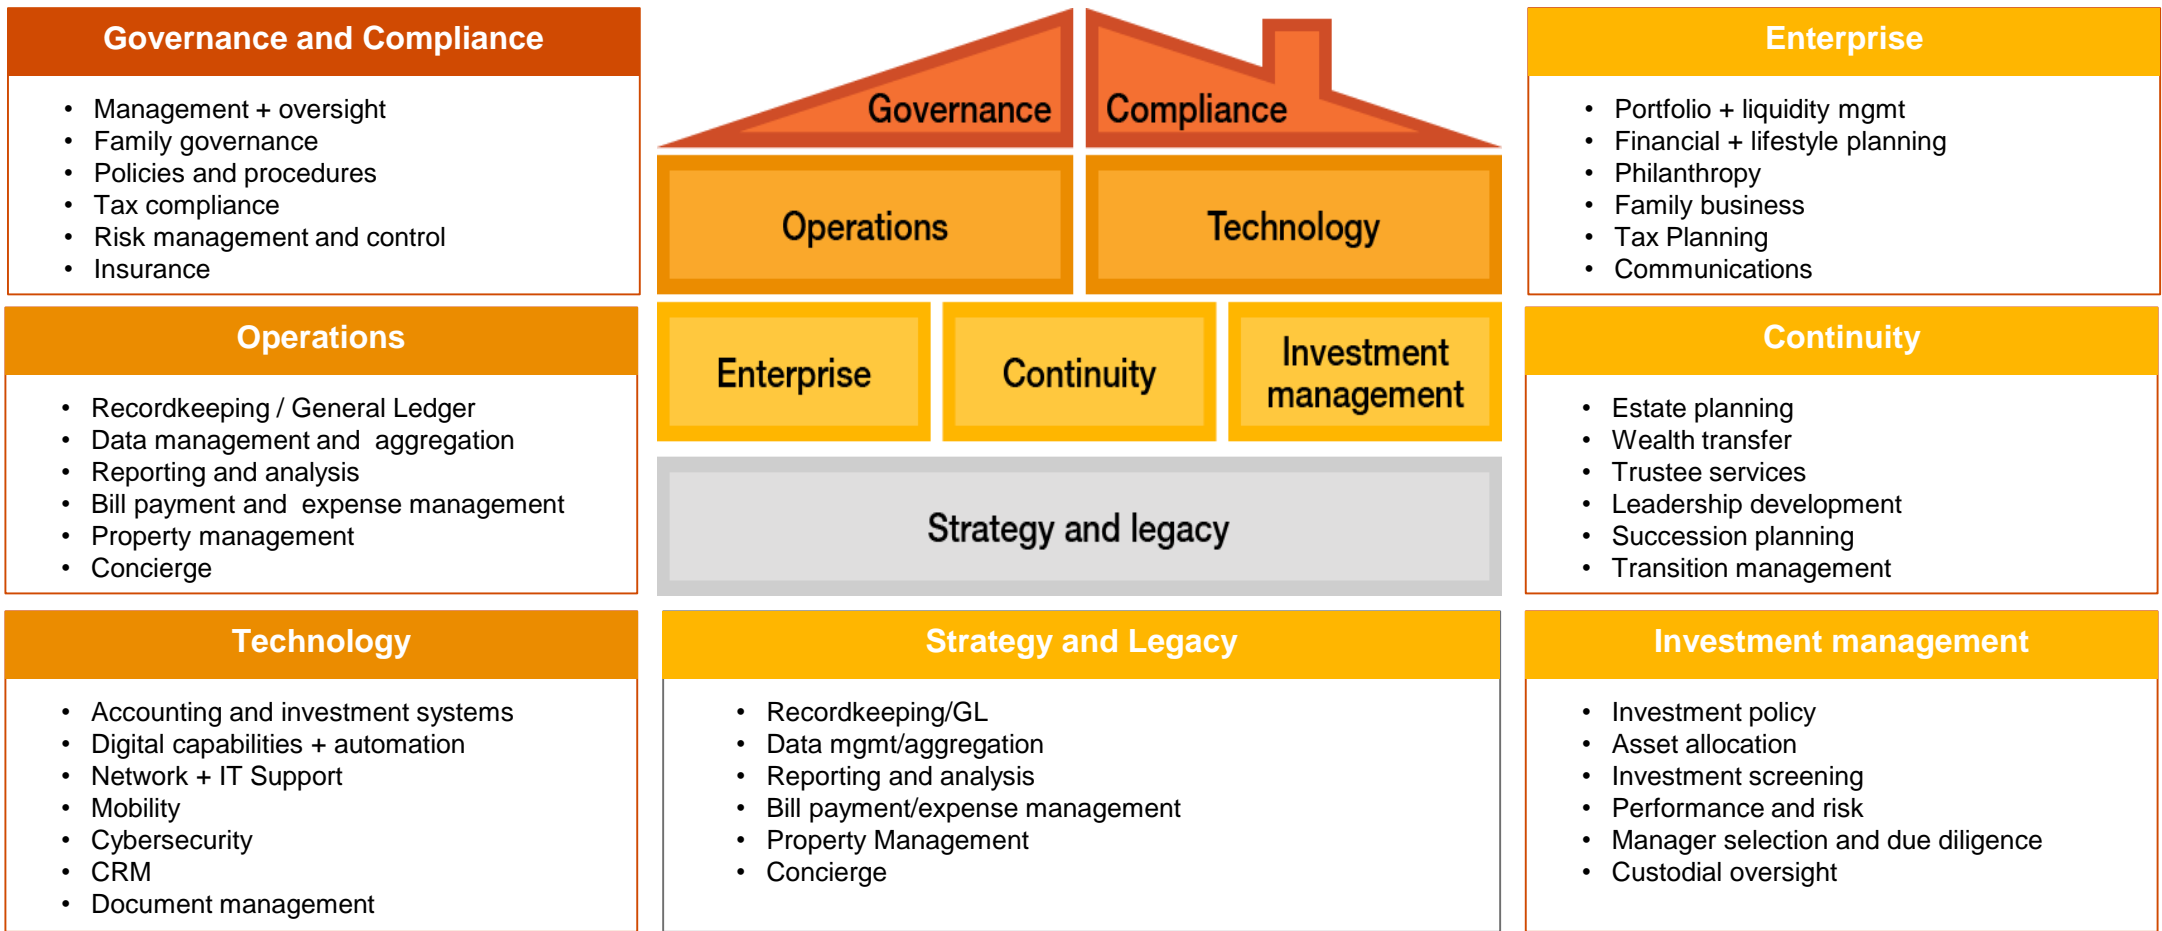 Governance and Compliance
• Management + oversight
• Family governance
• Policies and procedures
• Tax compliance
• Risk management and control
• Insurance
Operations
• Recordkeeping / General Ledger
• Data management and aggregation
• Reporting and analysis
• Bill payment and expense management
• Property management
• Concierge
Technology
• Accounting and investment systems
• Digital capabilities + automation
• Network + IT Support
• Mobility
• Cybersecurity
• CRM
• Document management
Governance
Compliance
Operations
Technology
Enterprise
Continuity
Investment
management
Strategy and legacy
Strategy and Legacy
• Recordkeeping/GL
• Data mgmt/aggregation
• Reporting and analysis
• Bill payment/expense management
• Property Management
• Concierge
Enterprise
• Portfolio + liquidity mgmt
• Financial + lifestyle planning
• Philanthropy
• Family business
• Tax Planning
• Communications
Continuity
• Estate planning
• Wealth transfer
• Trustee services
• Leadership development
• Succession planning
• Transition management
Investment management
• Investment policy
• Asset allocation
• Investment screening
• Performance and risk
• Manager selection and due diligence
• Custodial oversight